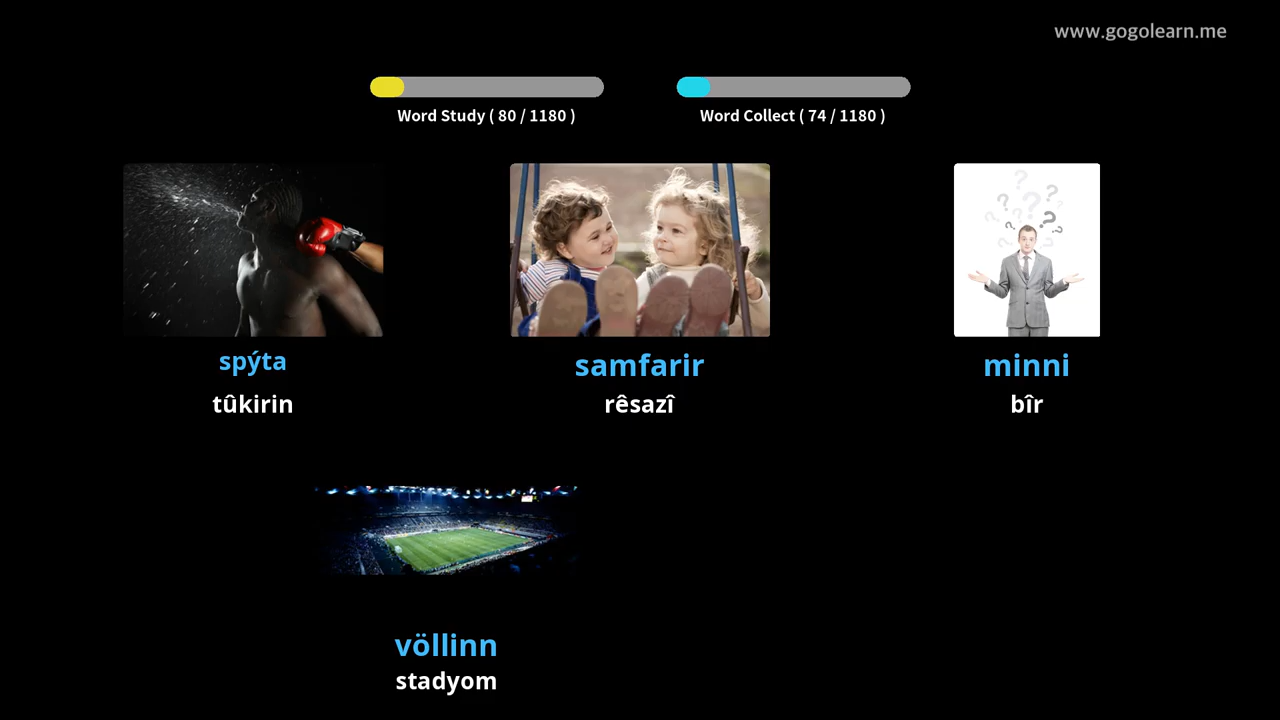 www.gogolearn.me
Word Study ( 80 / 1180 )
Word Collect ( 74 / 1180 )
spýta
samfarir
minni
tûkirin
rêsazî
bîr
völlinn
stadyom